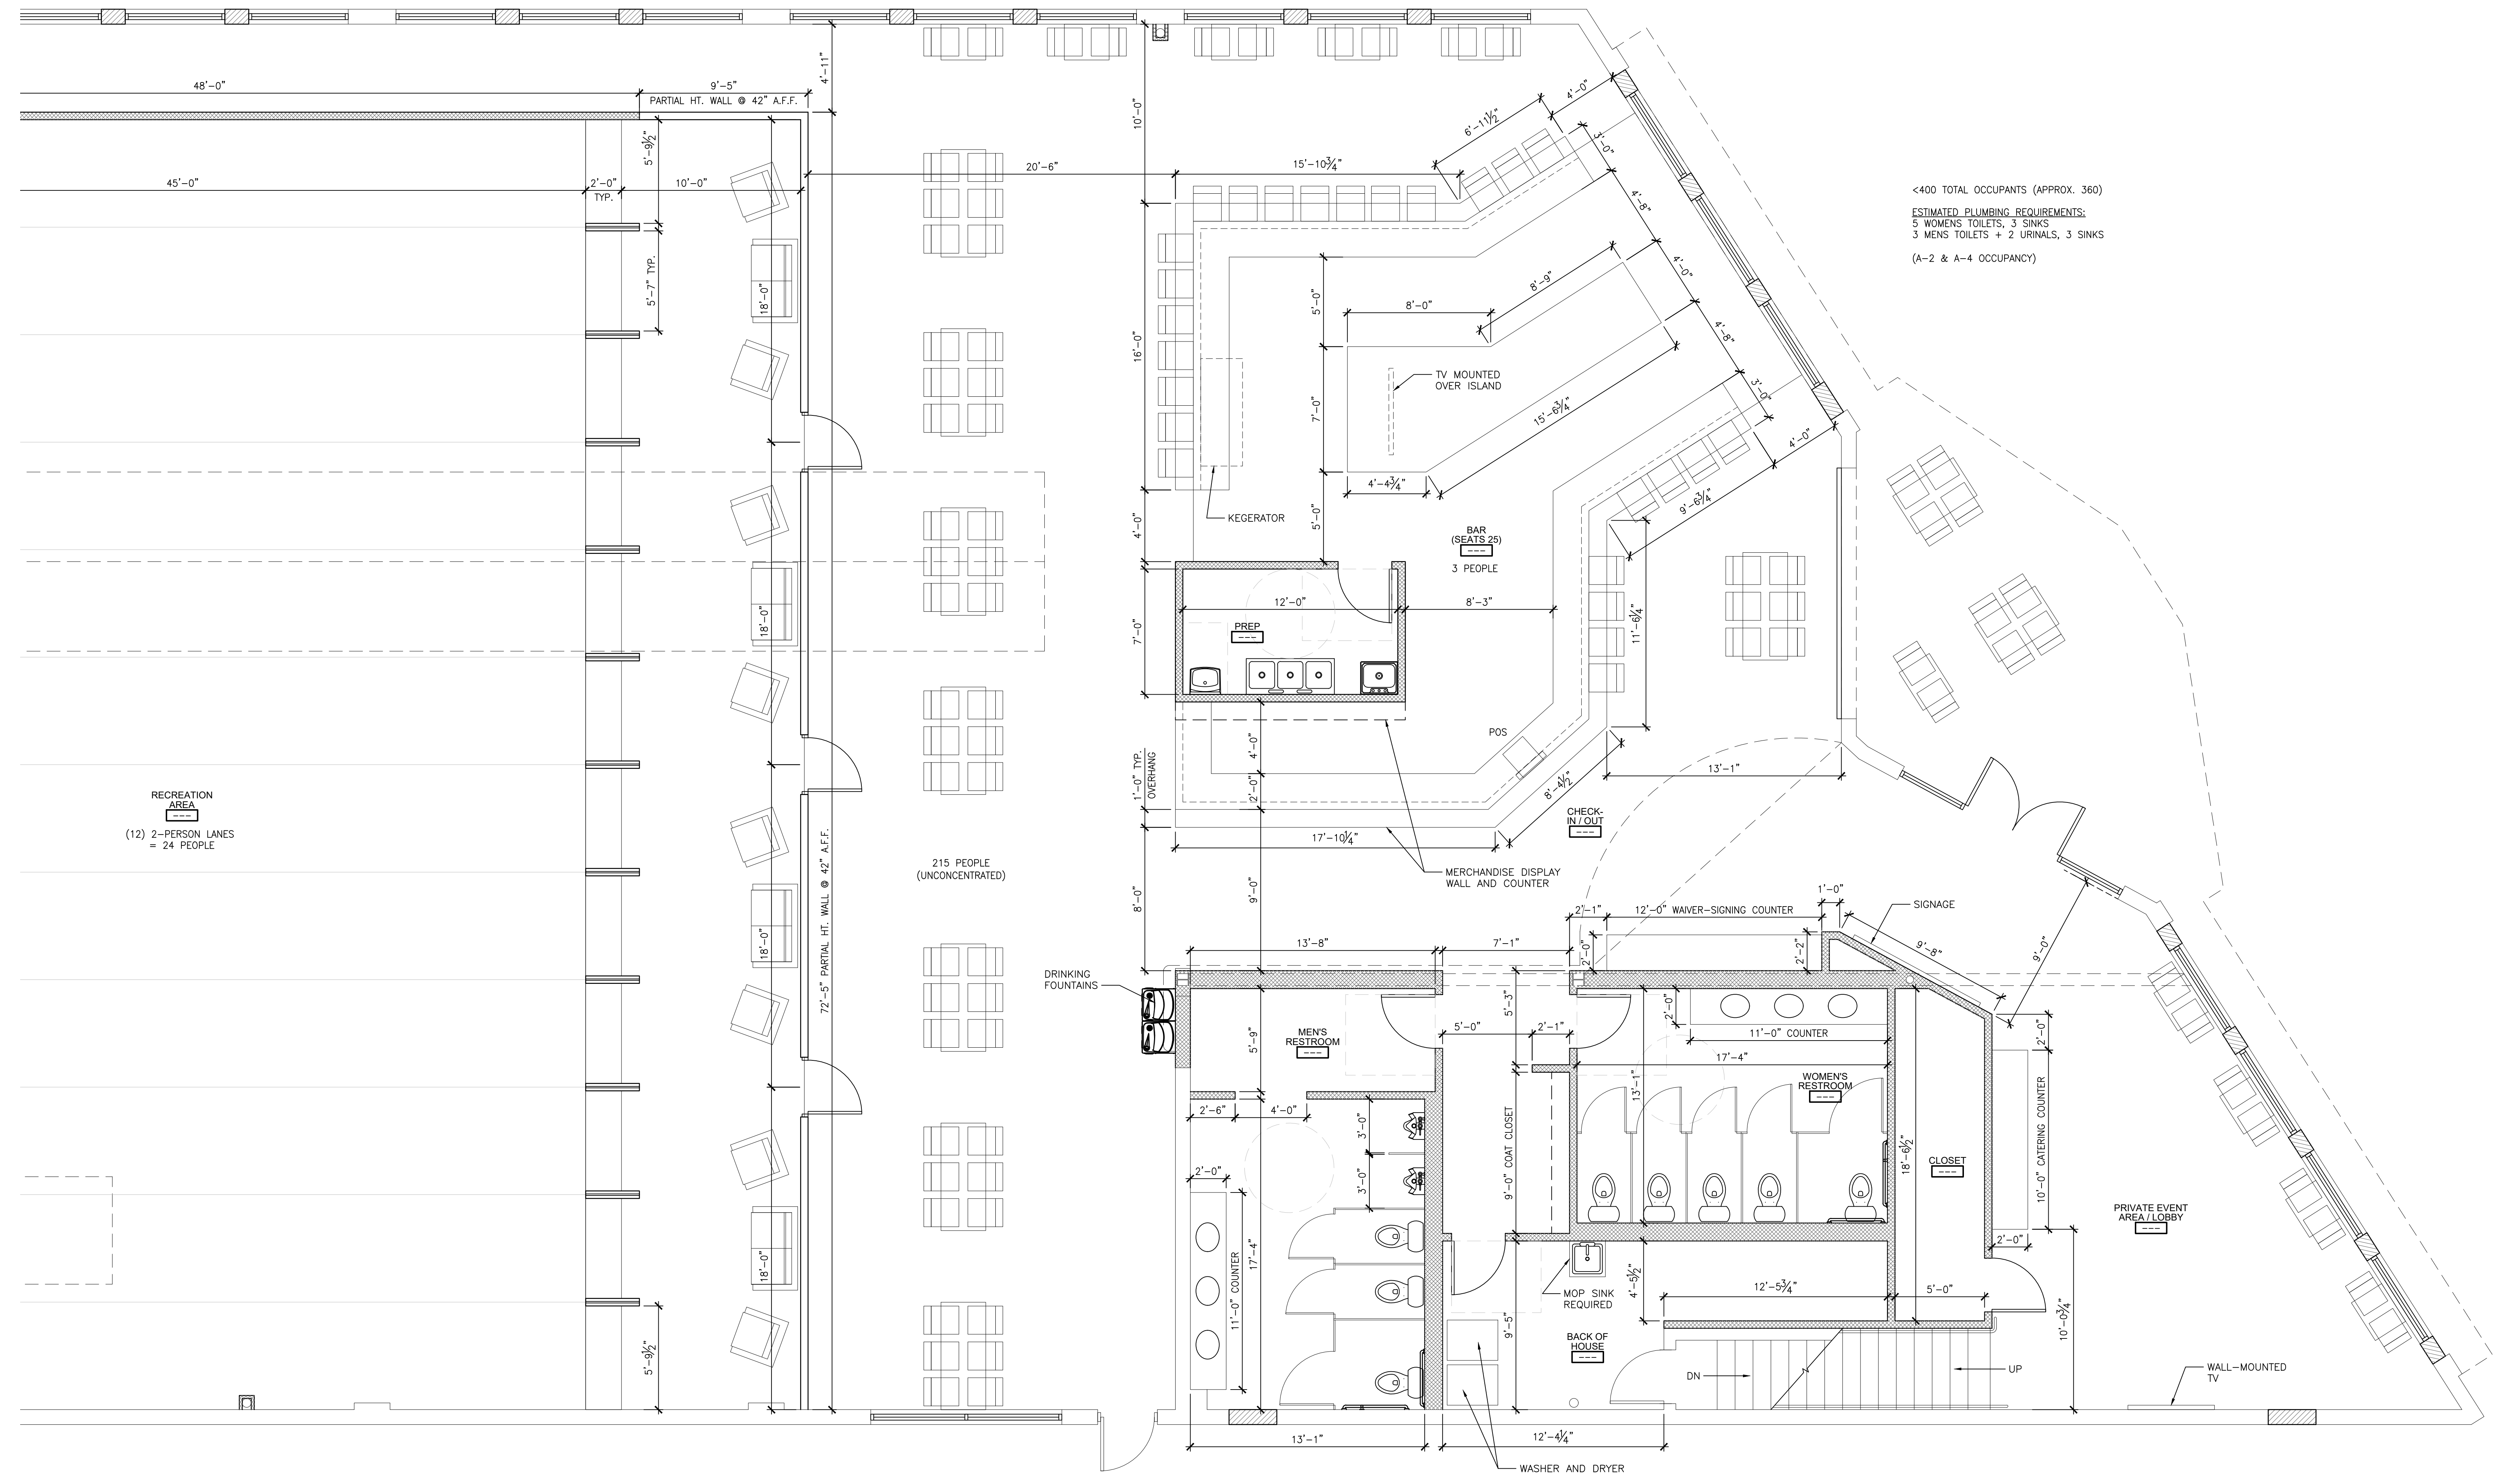 48'-0"
9'-5"
PARTIAL HT. WALL @ 42" A.F.F.
4'-11"
45'-0"
2'-0"
TYP.
10'-0"
5'-9½"
5'-7" TYP.
18'-0"
18'-0"
18'-0"
18'-0"
5'-9½"
72'-5" PARTIAL HT. WALL @ 42" A.F.F.
RECREATION
AREA
---
(12) 2-PERSON LANES
= 24 PEOPLE
215 PEOPLE
(UNCONCENTRATED)
20'-6"
15'-10¾"
10'-0"
16'-0"
4'-0"
7'-0"
1'-0" TYP.
OVERHANG
8'-0"
6'-11½"
4'-0"
3'-0"
4'-8"
4'-0"
4'-8"
3'-0"
4'-0"
8'-9"
8'-0"
5'-0"
7'-0"
5'-0"
15'-6¾"
4'-4¾"
9'-6¾"
TV MOUNTED
OVER ISLAND
KEGERATOR
BAR
(SEATS 25)
---
3 PEOPLE
12'-0"
8'-3"
PREP
---
11'-6¼"
POS
4'-0"
2'-0"
9'-0"
8'-4½"
13'-1"
17'-10¼"
CHECK-
IN / OUT
---
MERCHANDISE DISPLAY
WALL AND COUNTER
<400 TOTAL OCCUPANTS (APPROX. 360)
ESTIMATED PLUMBING REQUIREMENTS:
5 WOMENS TOILETS, 3 SINKS
3 MENS TOILETS + 2 URINALS, 3 SINKS
(A-2 & A-4 OCCUPANCY)
13'-8"
7'-1"
2'-1"
12'-0" WAIVER-SIGNING COUNTER
1'-0"
SIGNAGE
2'-0"
2'-2"
9'-8"
9'-0"
DRINKING
FOUNTAINS
MEN'S
RESTROOM
---
5'-9"
5'-3"
5'-0"
2'-1"
2'-0"
11'-0" COUNTER
17'-4"
13'-1"
WOMEN'S
RESTROOM
---
2'-6"
4'-0"
3'-0"
3'-0"
2'-0"
11'-0" COUNTER
17'-4"
9'-0" COAT CLOSET
18'-6½"
CLOSET
---
2'-0"
10'-0" CATERING COUNTER
2'-0"
PRIVATE EVENT
AREA / LOBBY
---
10'-0¾"
MOP SINK
REQUIRED
4'-5½"
12'-5¾"
5'-0"
9'-5"
BACK OF
HOUSE
---
DN
UP
WALL-MOUNTED
TV
13'-1"
12'-4¼"
WASHER AND DRYER